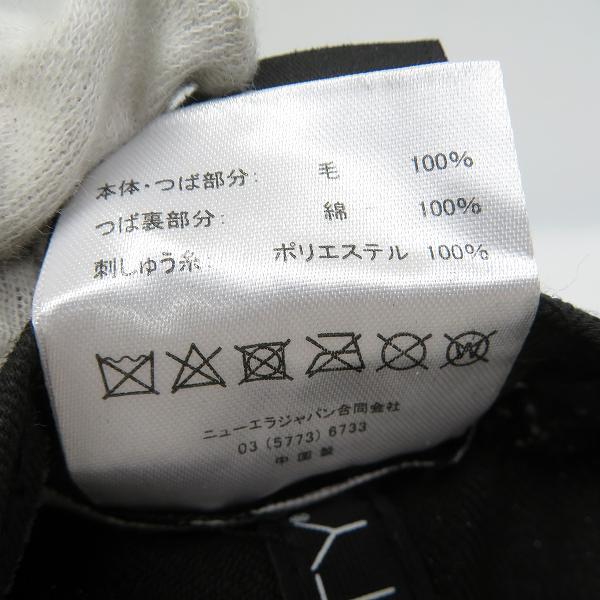 本体・つば部分: 毛 100%
つば裏部分: 綿 100%
刺しゅう糸: ポリエステル 100%
W
ニューエラジャパン合同会社
03 (5773) 6733
中国製
TY